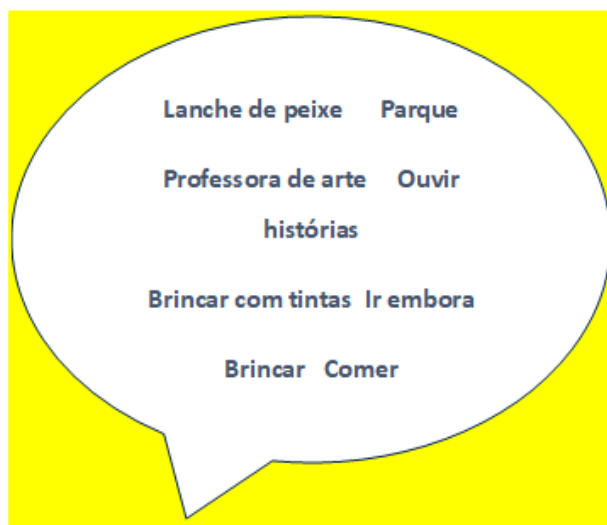 Lanche de peixe Parque
Professora de arte Ouvir
histórias
Brincar com tintas Ir embora
Brincar Comer